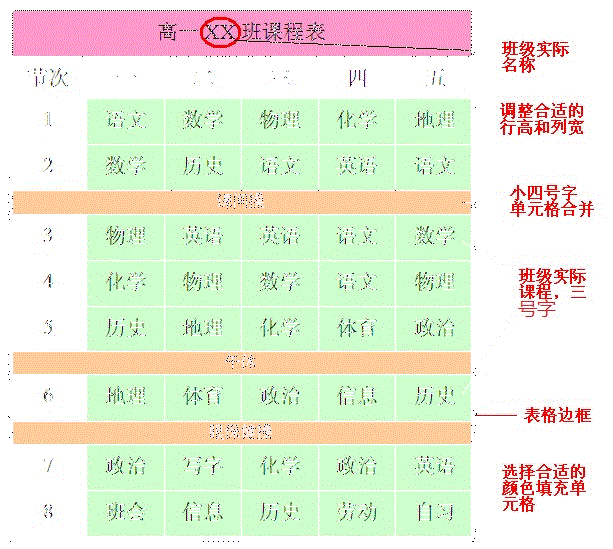 高一XX班课程表
节次 一 二 三 四 五
1 语文 数学 物理 化学 地理
2 数学 历史 语文 英语 语文
3 物理 英语 英语 语文 数学
4 化学 物理 数学 语文 物理
5 历史 地理 化学 体育 政治
午休
6 地理 体育 政治 信息 历史
7 政治 写字 化学 政治 英语
8 班会 信息 历史 劳动 自习
班级实际
名称
调整合适的
行高和列宽
小四号字
单元格合并
班级实际
课程，三
号字
表格边框
选择合适的
颜色填充单
元格